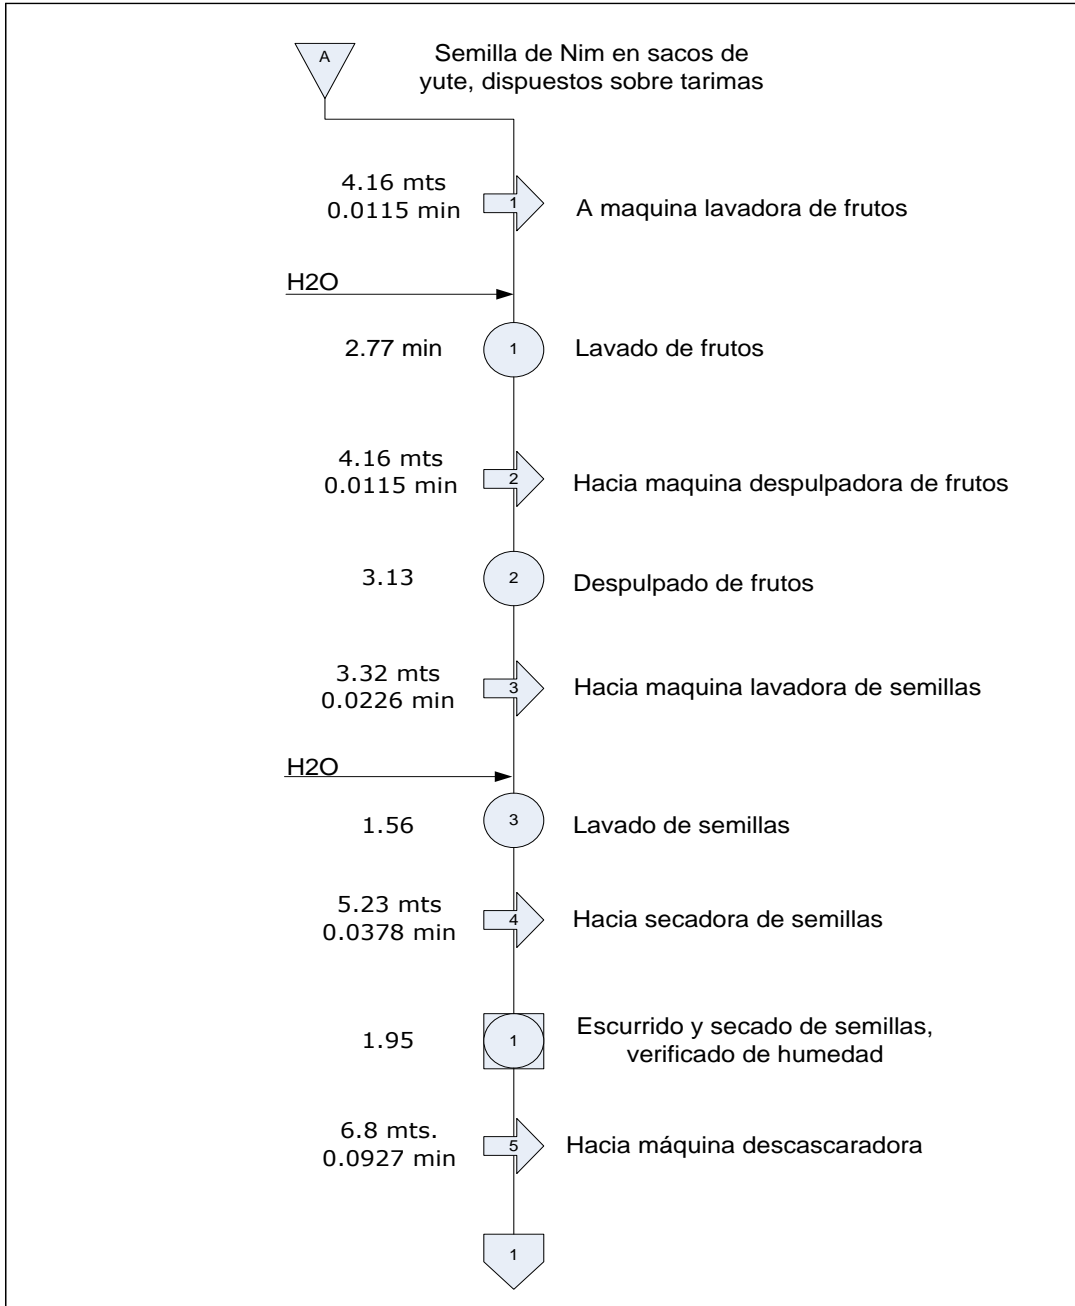 A
Semilla de Nim en sacos de
yute, dispuestos sobre tarimas
4.16 mts
0.0115 min
1
A maquina lavadora de frutos
H2O
2.77 min
1
Lavado de frutos
4.16 mts
0.0115 min
2
Hacia maquina despulpadora de frutos
3.13
2
Despulpado de frutos
3.32 mts
0.0226 min
3
Hacia maquina lavadora de semillas
H2O
1.56
3
Lavado de semillas
5.23 mts
0.0378 min
4
Hacia secadora de semillas
1.95
1
Escurrido y secado de semillas,
verificado de humedad
6.8 mts.
0.0927 min
5
Hacia máquina descascaradora
1